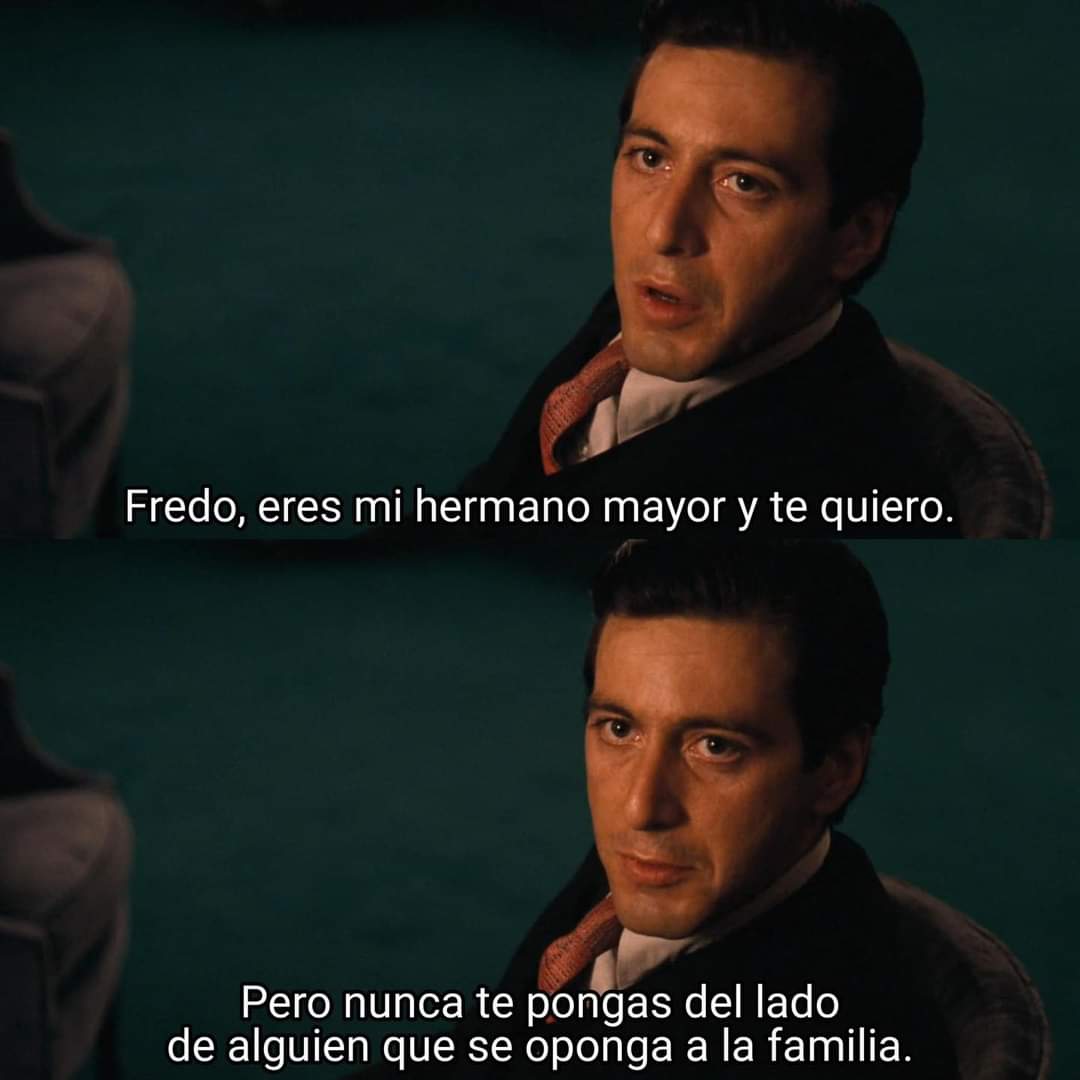 Fredo, eres mi hermano mayor y te quiero.
Pero nunca te pongas del lado
de alguien que se oponga a la familia.